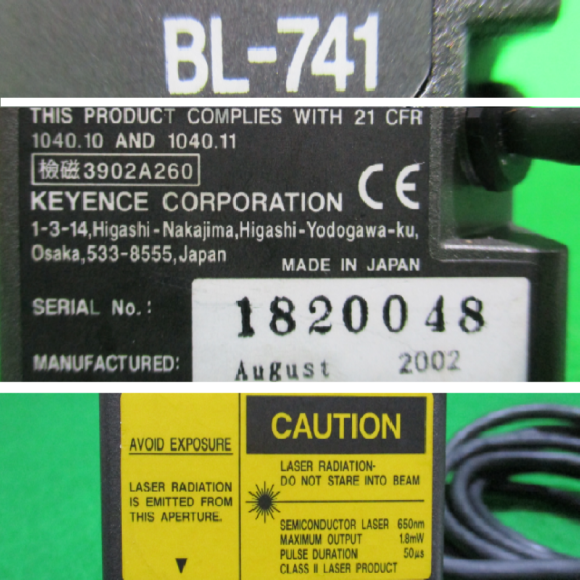 BL-741
THIS PRODUCT COMPLIES WITH 21 CFR
1040.10 AND 1040.11
檢磁3902A260
KEYENCE CORPORATION CE
1-3-14,Higashi-Nakajima,Higashi-Yodogawa-ku,
Osaka,533-8555,Japan
MADE IN JAPAN
SERIAL No.: 1820048
MANUFACTURED: August 2002
AVOID EXPOSURE
LASER RADIATION
IS EMITTED FROM
THIS APERTURE.
CAUTION
LASER RADIATION-
DO NOT STARE INTO BEAM
SEMICONDUCTOR LASER 650nm
MAXIMUM OUTPUT 1.8mW
PULSE DURATION 50μs
CLASS II LASER PRODUCT